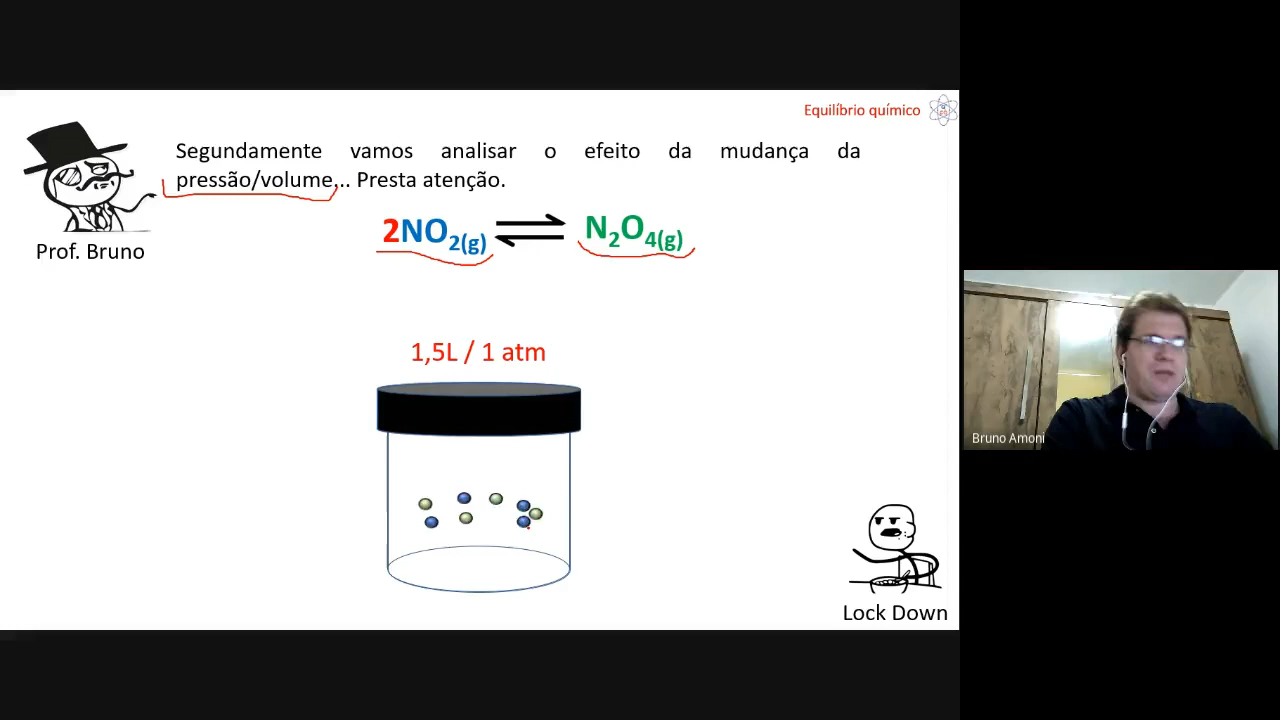 Equilíbrio químico
Segundamente vamos analisar o efeito da mudança da
pressão/volume... Presta atenção.
2NO2(g) ⇌ N2O4(g)
Prof. Bruno
1,5L / 1 atm
Bruno Amoni
Lock Down